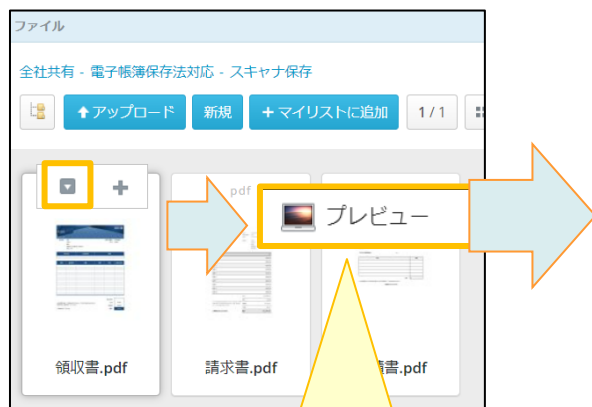 ファイル
全社共有 - 電子帳簿保存法対応 - スキャナ保存
アップロード 新規 + マイリストに追加 1 / 1
pdf
プレビュー
領収書.pdf 請求書.pdf 書.pdf